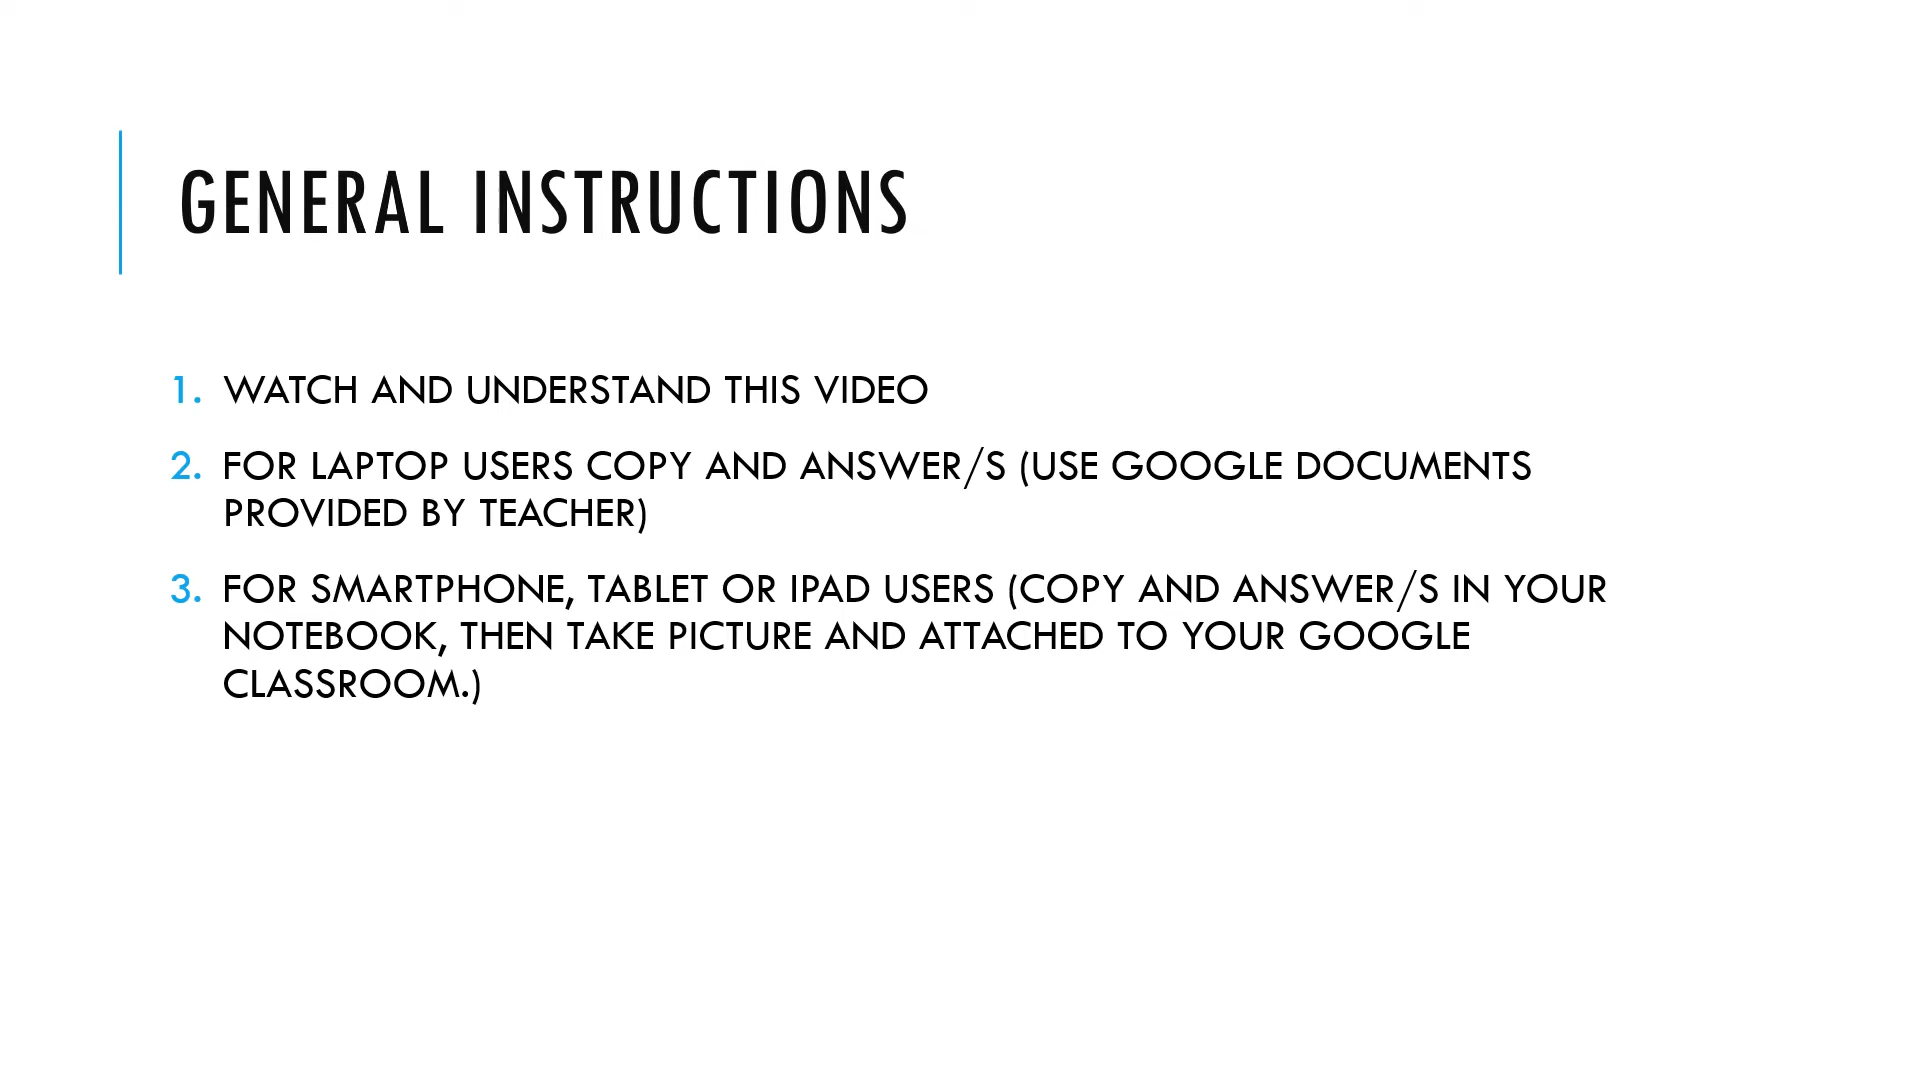 GENERAL INSTRUCTIONS
1. WATCH AND UNDERSTAND THIS VIDEO
2. FOR LAPTOP USERS COPY AND ANSWER/S (USE GOOGLE DOCUMENTS
PROVIDED BY TEACHER)
3. FOR SMARTPHONE, TABLET OR IPAD USERS (COPY AND ANSWER/S IN YOUR
NOTEBOOK, THEN TAKE PICTURE AND ATTACHED TO YOUR GOOGLE
CLASSROOM.)